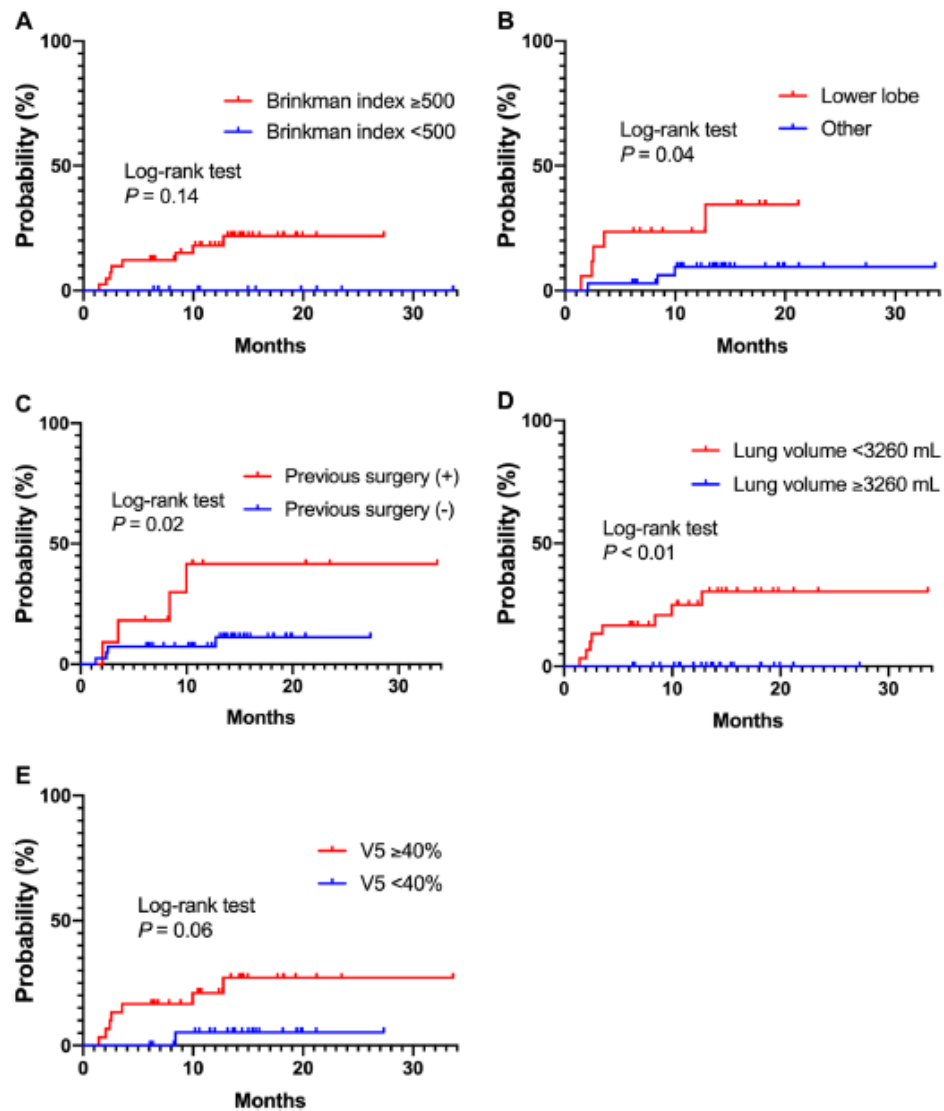 A
100
50
0
0
10
20
30
Probability (%)
Months
Brinkman index ≥500
Brinkman index <500
Log-rank test
P = 0.14
B
100
50
0
0
10
20
30
Probability (%)
Months
Lower lobe
Other
Log-rank test
P = 0.04
C
100
50
0
0
10
20
30
Probability (%)
Months
Previous surgery (+)
Previous surgery (-)
Log-rank test
P = 0.02
D
100
50
0
0
10
20
30
Probability (%)
Months
Lung volume <3260 mL
Lung volume ≥3260 mL
Log-rank test
P < 0.01
E
100
50
0
0
10
20
30
Probability (%)
Months
V5 ≥40%
V5 <40%
Log-rank test
P = 0.06